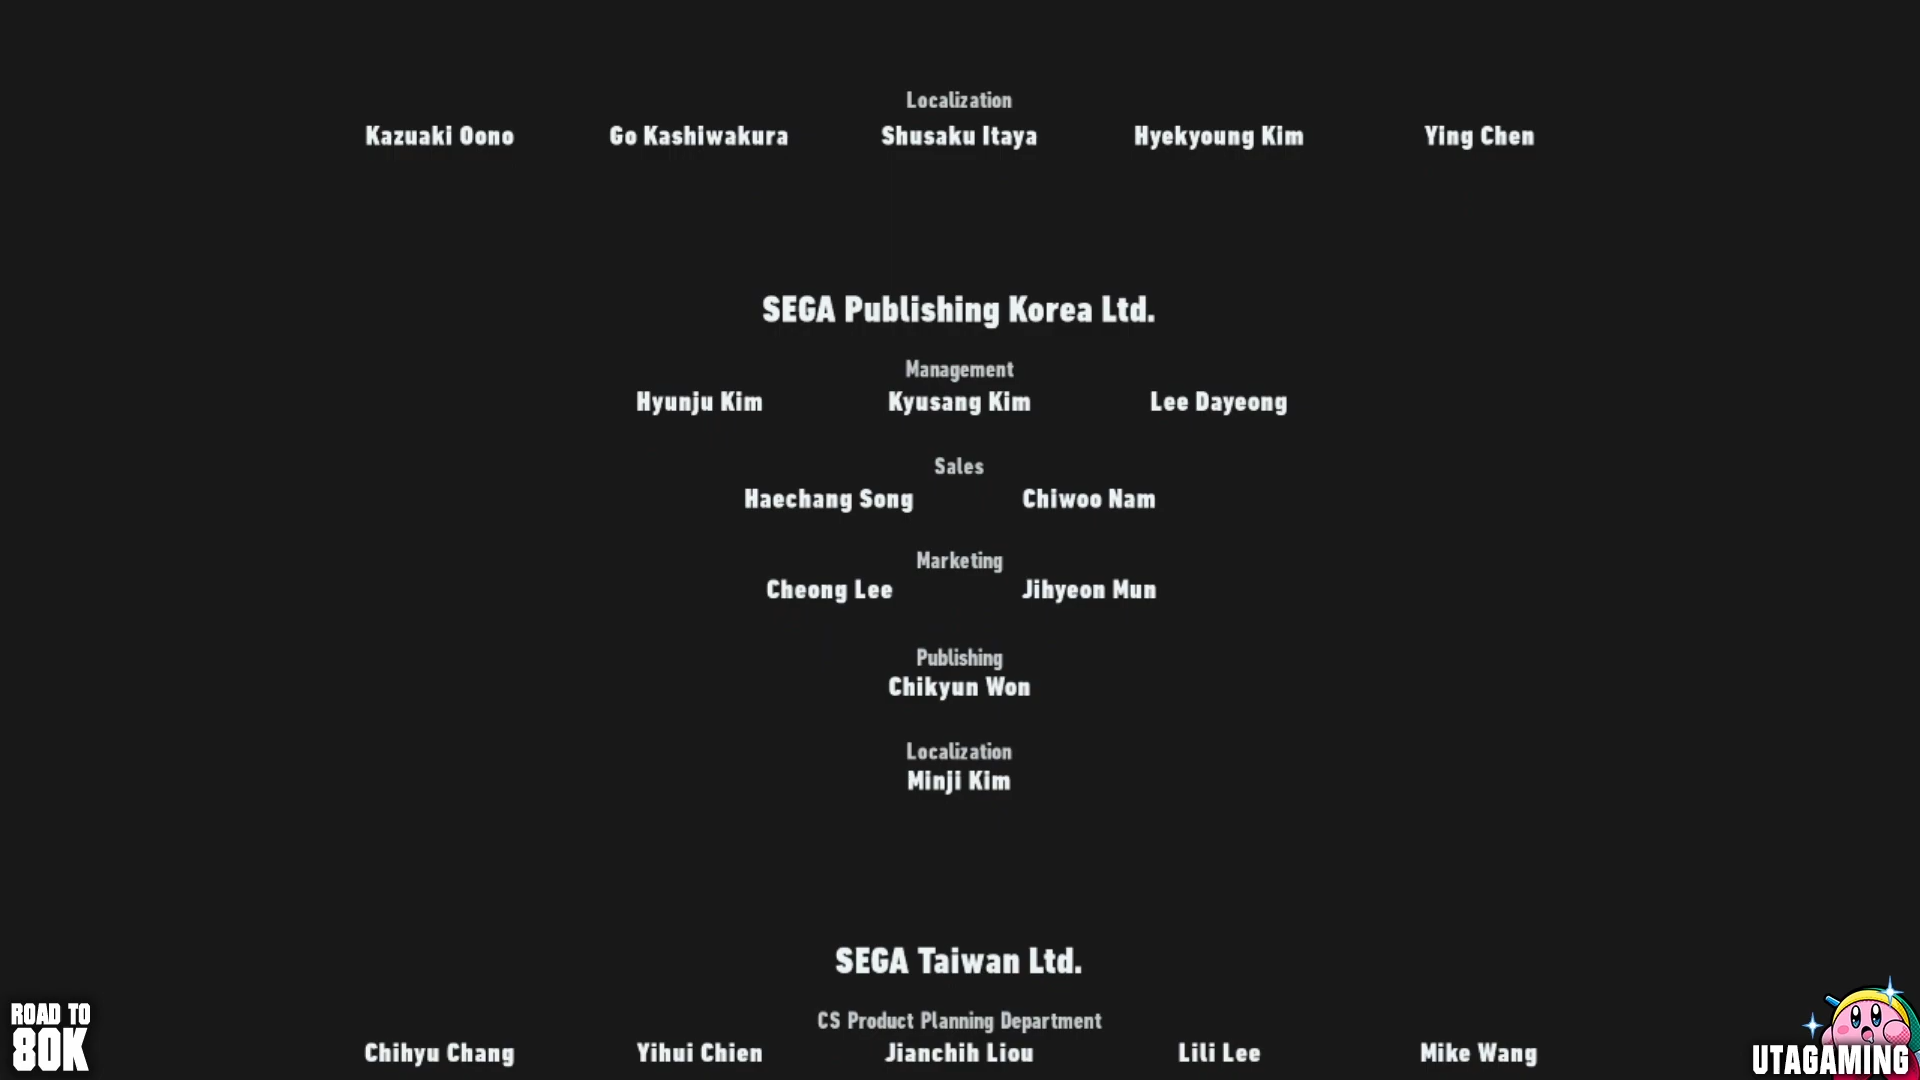 Localization
Kazuaki Oono Go Kashiwakura Shusaku Itaya Hyekyoung Kim Ying Chen
SEGA Publishing Korea Ltd.
Management
Hyunju Kim Kyusang Kim Lee Dayeong
Sales
Haechang Song Chiwoo Nam
Marketing
Cheong Lee Jihyeon Mun
Publishing
Chikyun Won
Localization
Minji Kim
SEGA Taiwan Ltd.
CS Product Planning Department
Chihyu Chang Yihui Chien Jianchih Liou Lili Lee Mike Wang
ROAD TO
80K
UTAGAMING